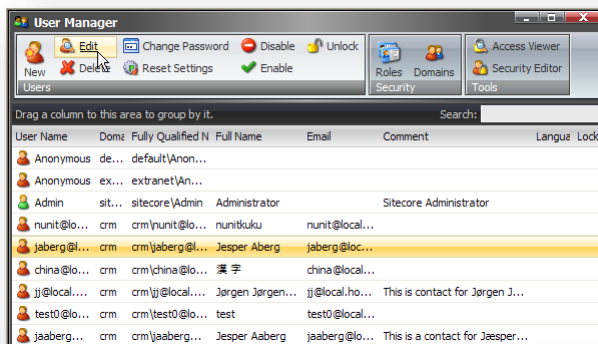 User Manager
Edit Change Password Disable Unlock
New Delete Reset Settings Enable
Users
Roles Domains
Security
Access Viewer
Security Editor
Tools
Drag a column to this area to group by it. Search:
User Name Doma Fully Qualified N Full Name Email Comment Langua Lock
Anonymous de... default\Anon...
Anonymous ex... extranet\An...
Admin sit... sitecore\Admin Administrator Sitecore Administrator
nunit@lo... crm crm\nunit@lo... nunitkuku nunit@local...
jaberg@l... crm crm\jaberg@l... Jesper Aberg jaberg@loc...
china@lo... crm crm\china@lo... 漢字 china@local...
jj@local.... crm crm\jj@local.... Jørgen Jørgen... jj@local.ho... This is contact for Jørgen J...
test0@lo... crm crm\test0@lo... test test0@local...
jaaberg... crm crm\jaaberg... Jesper Aaberg jaaberg@lo... This is a contact for Jæsper...